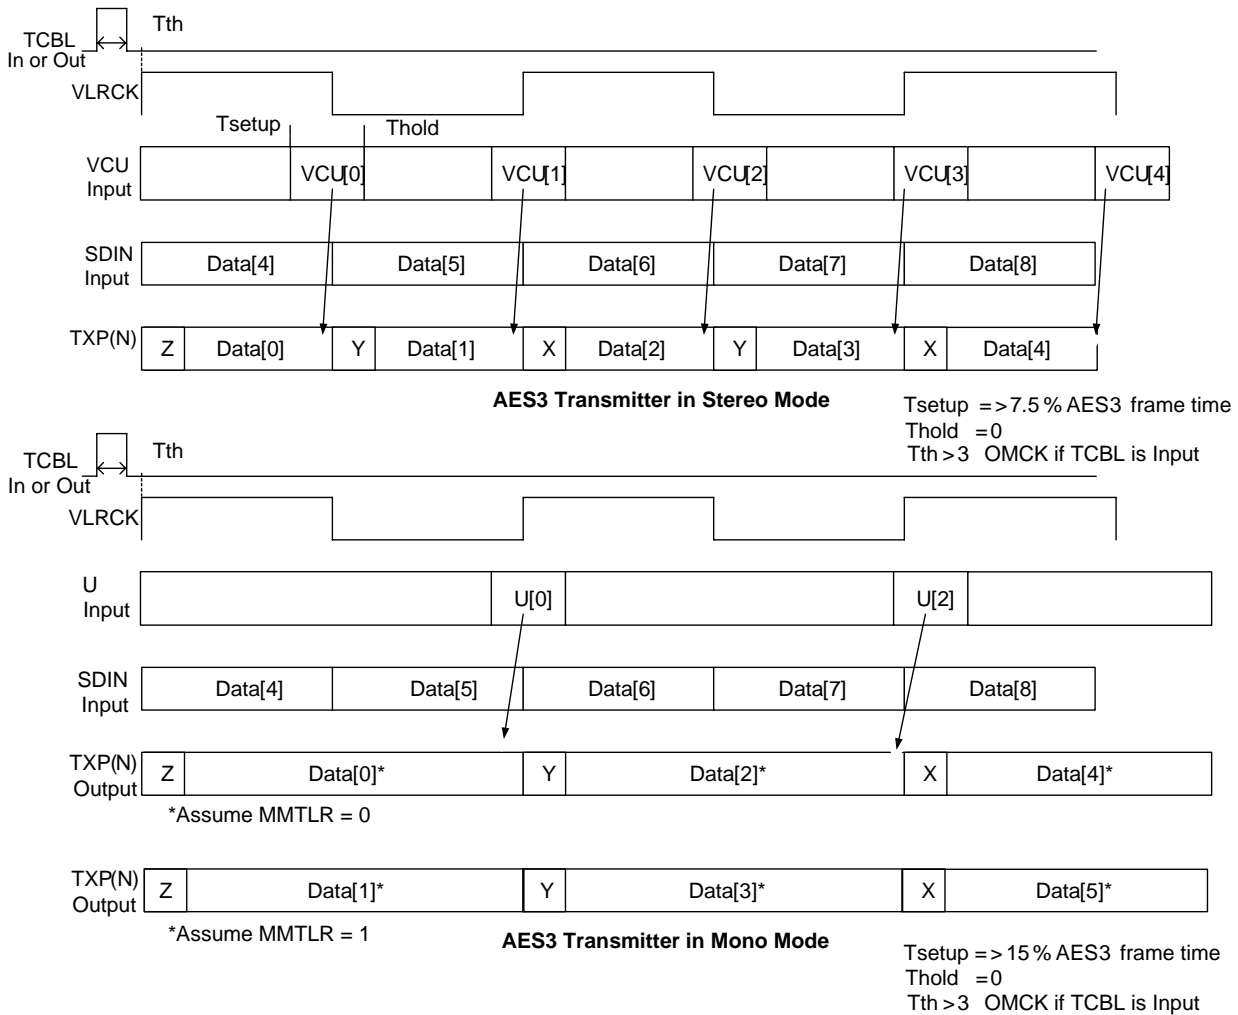 TCBL
In or Out
Tth
VLRCK
Tsetup
Thold
VCU
Input
VCU[0] VCU[1] VCU[2] VCU[3] VCU[4]
SDIN
Input
Data[4] Data[5] Data[6] Data[7] Data[8]
TXP(N)
Z Data[0] Y Data[1] X Data[2] Y Data[3] X Data[4]
AES3 Transmitter in Stereo Mode
Tsetup =>7.5% AES3 frame time
Thold =0
Tth>3 OMCK if TCBL is Input
TCBL
In or Out
Tth
VLRCK
U
Input
U[0] U[2]
SDIN
Input
Data[4] Data[5] Data[6] Data[7] Data[8]
TXP(N)
Output
Z Data[0]* Y Data[2]* X Data[4]*
*Assume MMTLR = 0
TXP(N)
Output
Z Data[1]* Y Data[3]* X Data[5]*
*Assume MMTLR = 1
AES3 Transmitter in Mono Mode
Tsetup =>15% AES3 frame time
Thold =0
Tth>3 OMCK if TCBL is Input